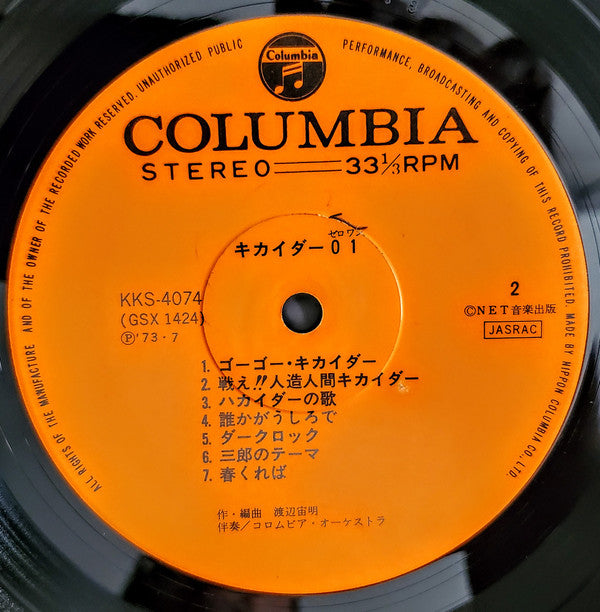 ALL RIGHTS OF THE MANUFACTURE AND OF THE OWNER OF THE RECORDED WORK RESERVED. UNAUTHORIZED PUBLIC PERFORMANCE, BROADCASTING AND COPYING OF THIS RECORD PROHIBITED. MADE BY NIPPON COLUMBIA CO., LTD.
Columbia
COLUMBIA
STEREO 33⅓RPM
ゼロワン
キカイダー01
KKS-4074
(GSX 1424)
Ⓟ'73・7
2
©NET音楽出版
JASRAC
1. ゴーゴー・キカイダー
2. 戦え!!人造人間キカイダー
3. ハカイダーの歌
4. 誰かがうしろで
5. ダークロック
6. 三郎のテーマ
7. 春くれば
作・編曲 渡辺宙明
伴奏/コロムビア・オーケストラ